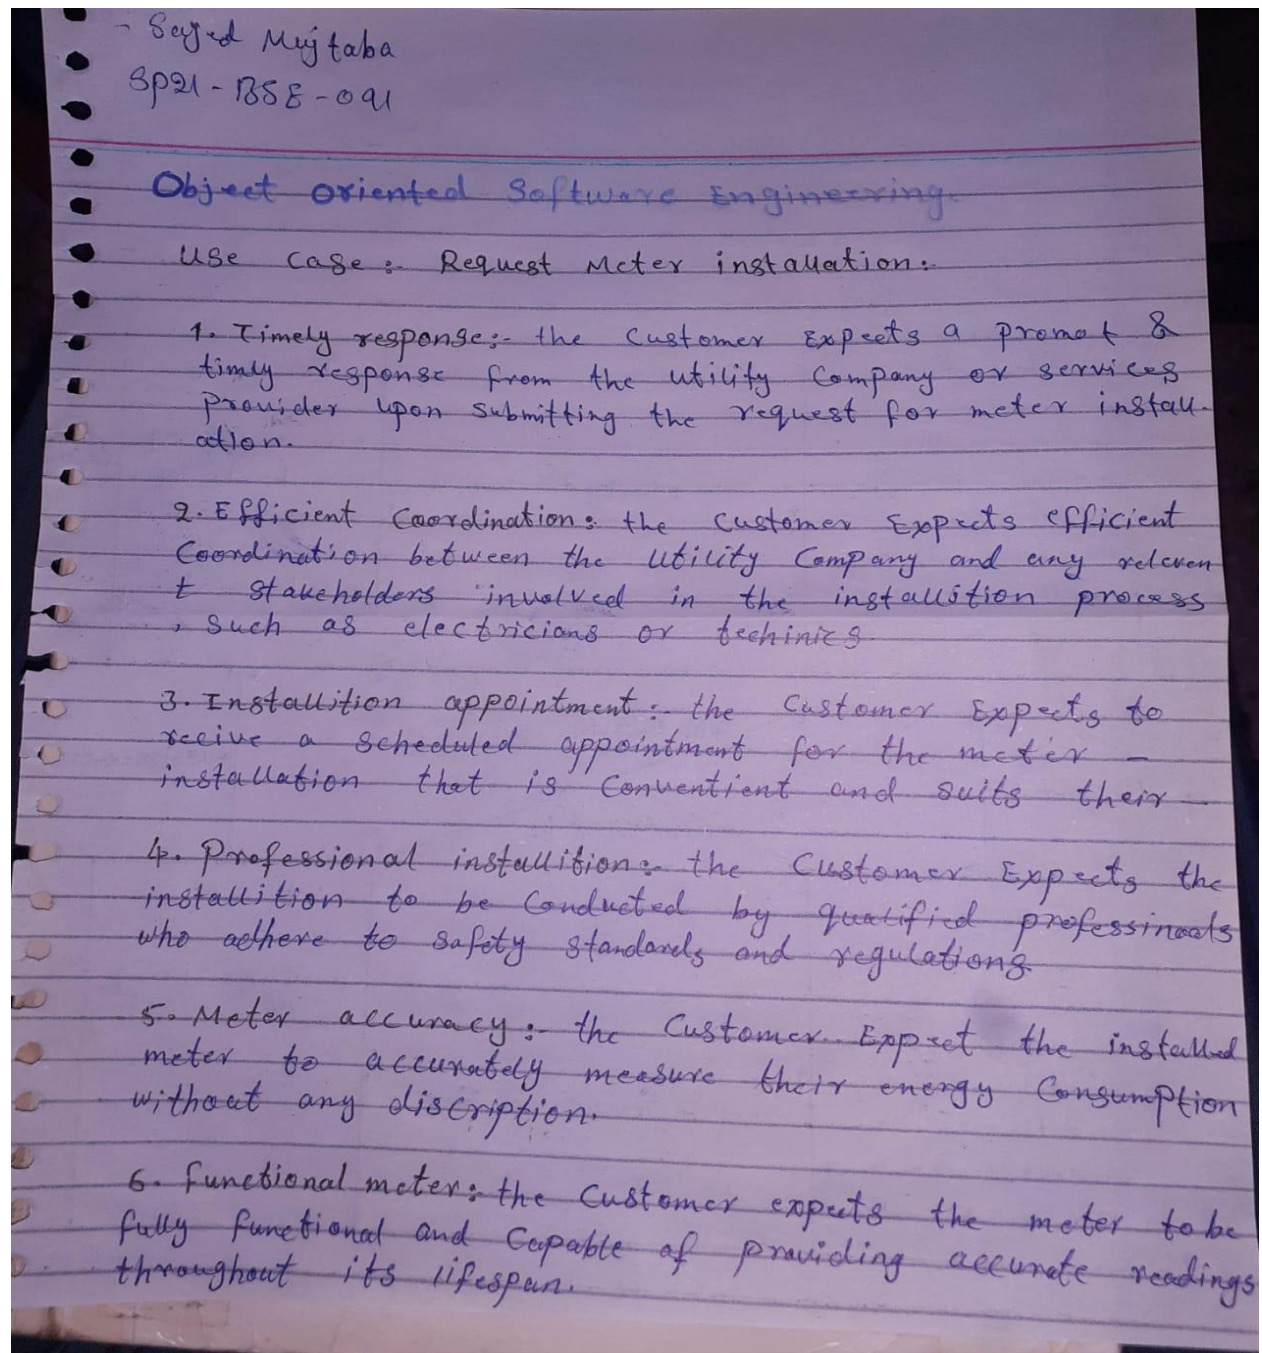 - Sayed Mujtaba
SP21-BSE-091
Object oriented Software Engineering.
Use Case:- Request Meter installation:-
1. Timely response:- the Customer Expects a promot &
timly response from the utility Company or services
provider upon submitting the request for meter install-
ation.
2. Efficient Coordination: the Customer Expects efficient
Coordination between the utility Company and any releven
t stakeholders involved in the installition process
, such as electricians or techinics
3. Installition appointment:- the Customer Expects to
recive a scheduled appointment for the meter -
installation that is Conventient and suits their -
4. Professional installition:- the Customer Expects the
installition to be Conducted by qualified professinoals
who adhere to safety standards and regulations
5. Meter accuracy:- the Customer Expect the installed
meter to accurately measure their energy Consumption
without any discription.
6. functional meter: the Customer expects the meter to be
fully functional and Capable of providing accurate readings
throughout its lifespan.